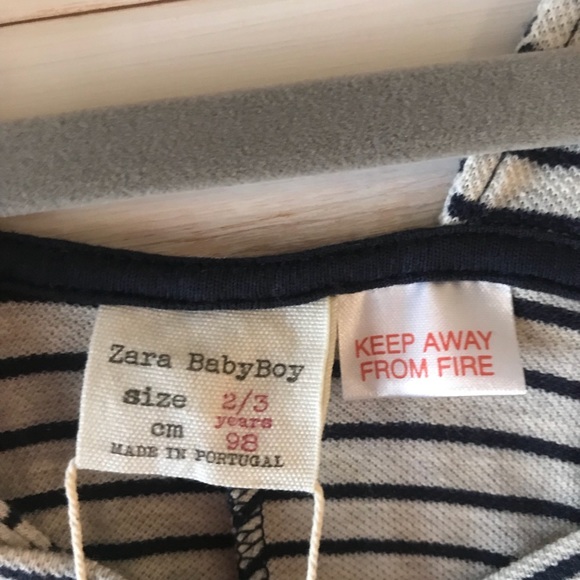 Zara BabyBoy
size 2/3
years
cm 98
MADE IN PORTUGAL
KEEP AWAY
FROM FIRE